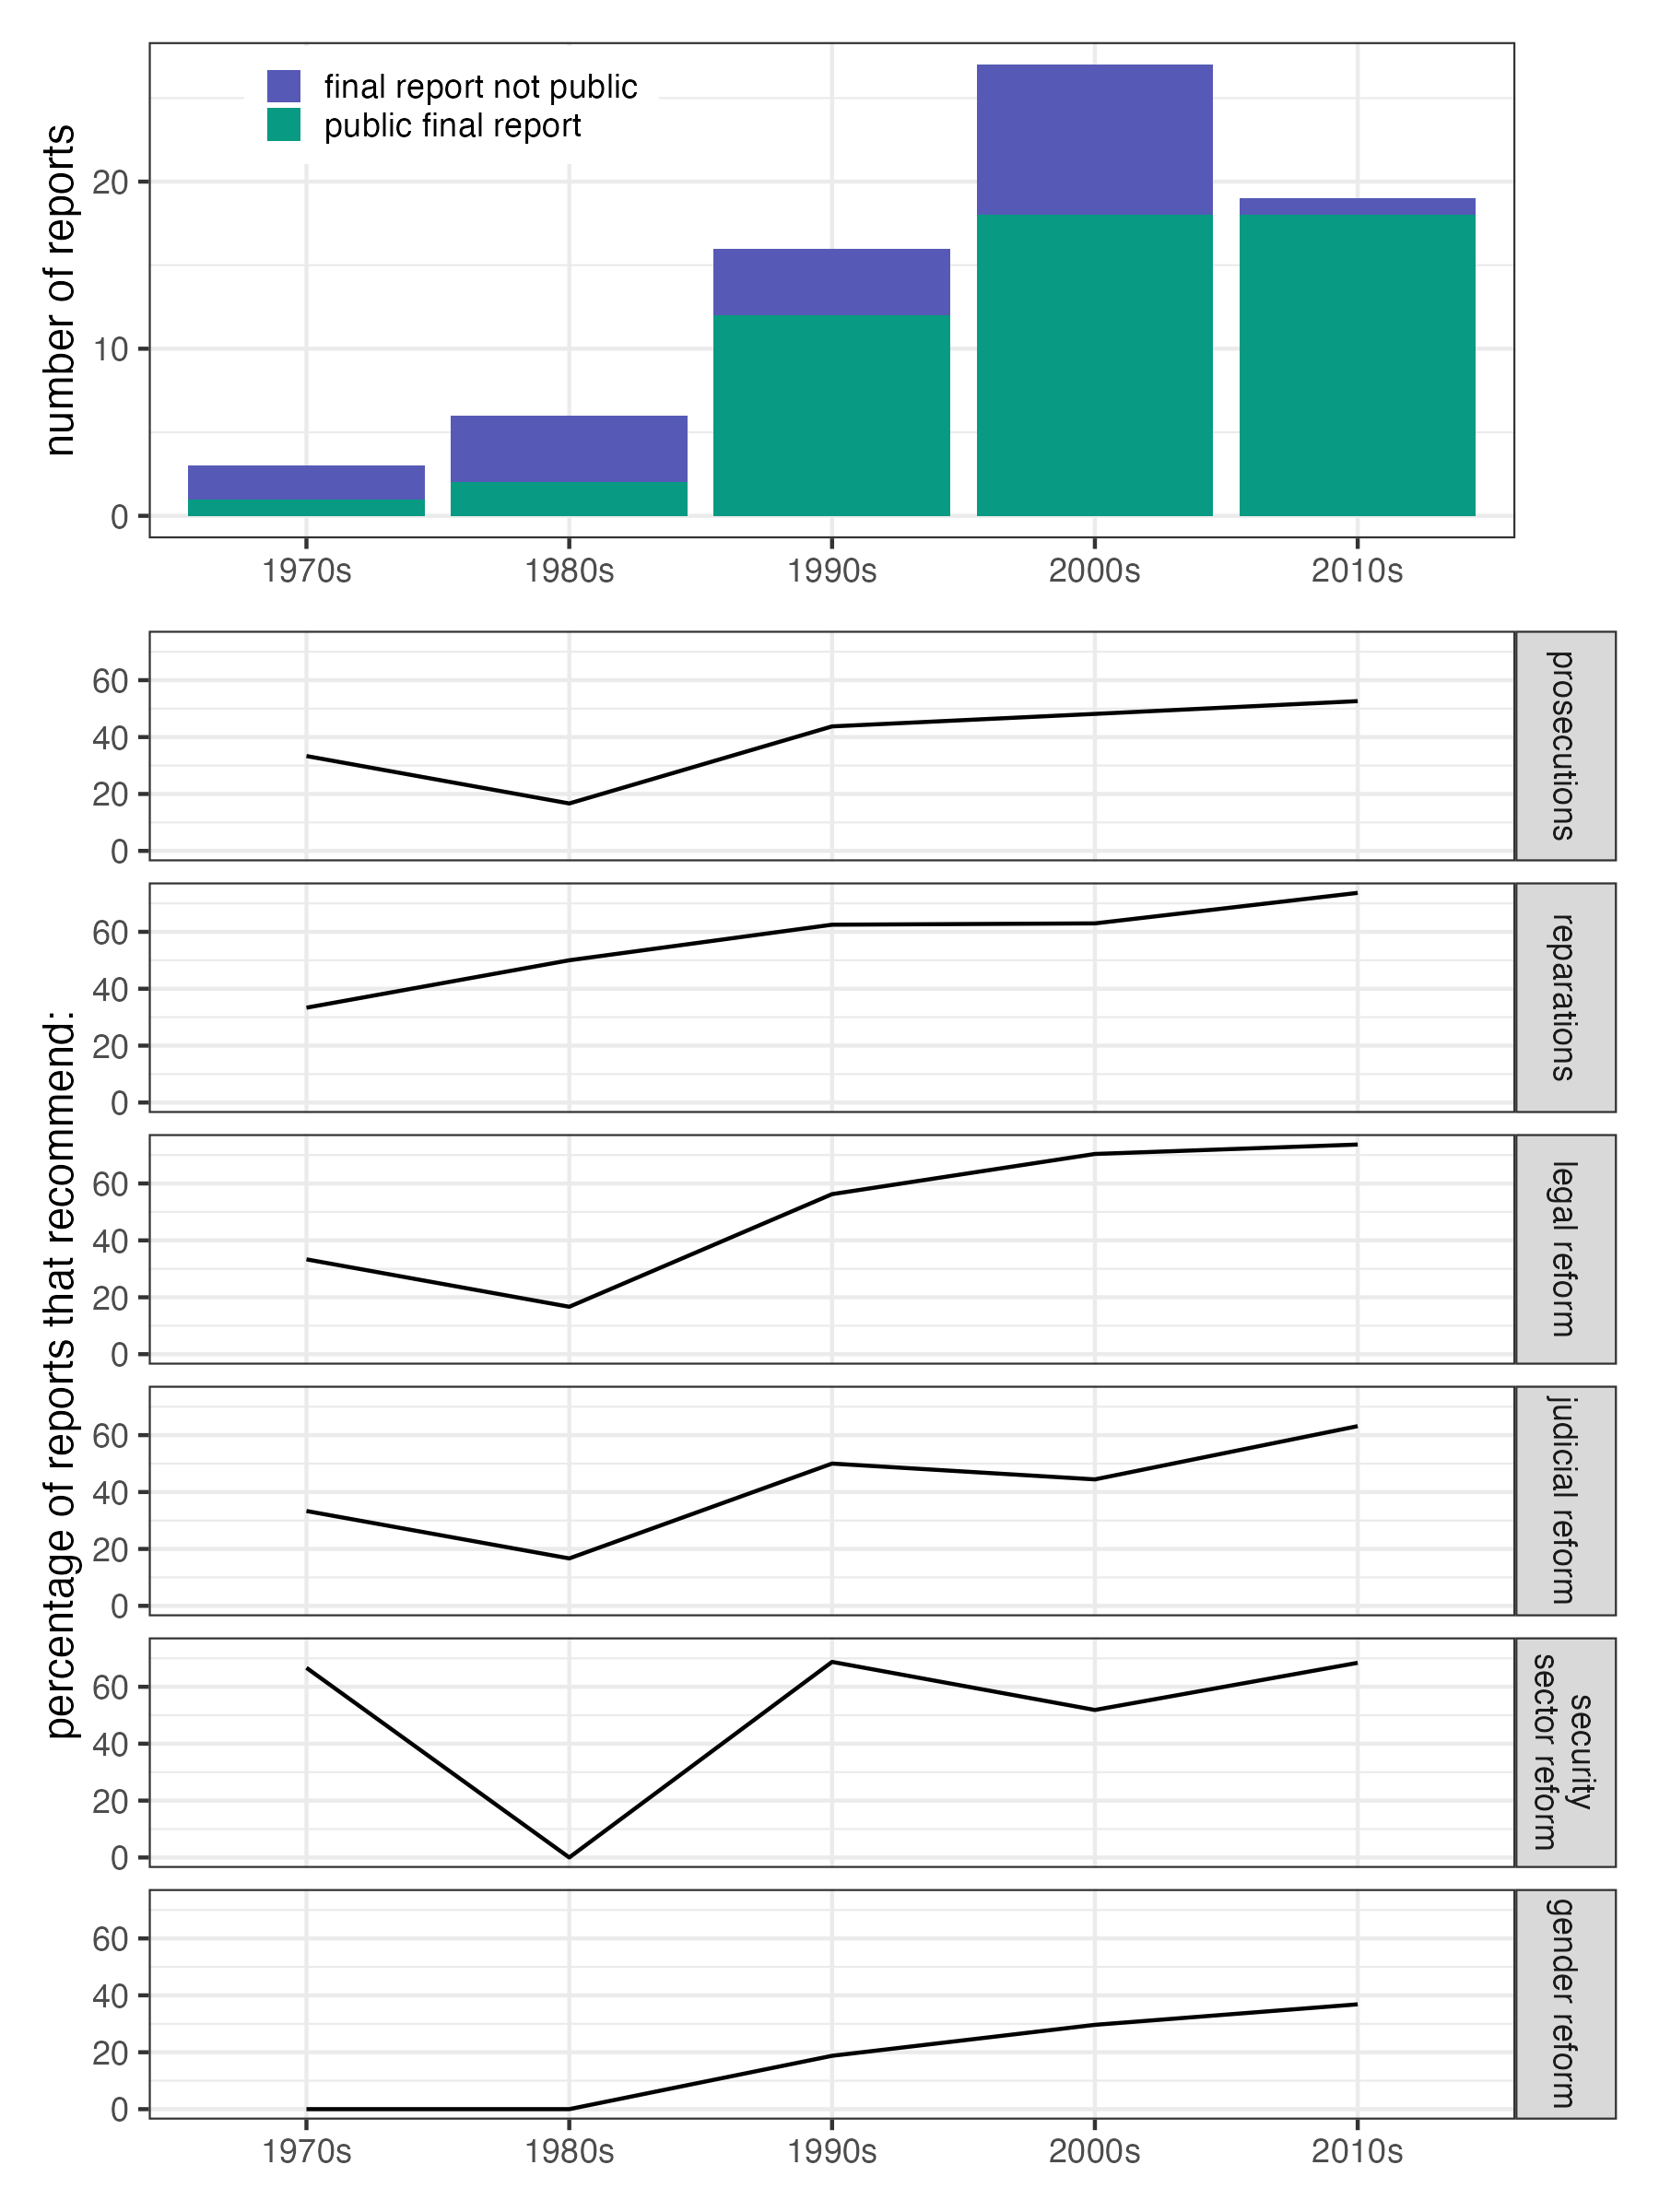 final report not public
public final report
number of reports
20
10
0
1970s 1980s 1990s 2000s 2010s
percentage of reports that recommend:
60
40
20
0
prosecutions
60
40
20
0
reparations
60
40
20
0
legal reform
60
40
20
0
judicial reform
60
40
20
0
security
sector reform
60
40
20
0
gender reform
1970s 1980s 1990s 2000s 2010s